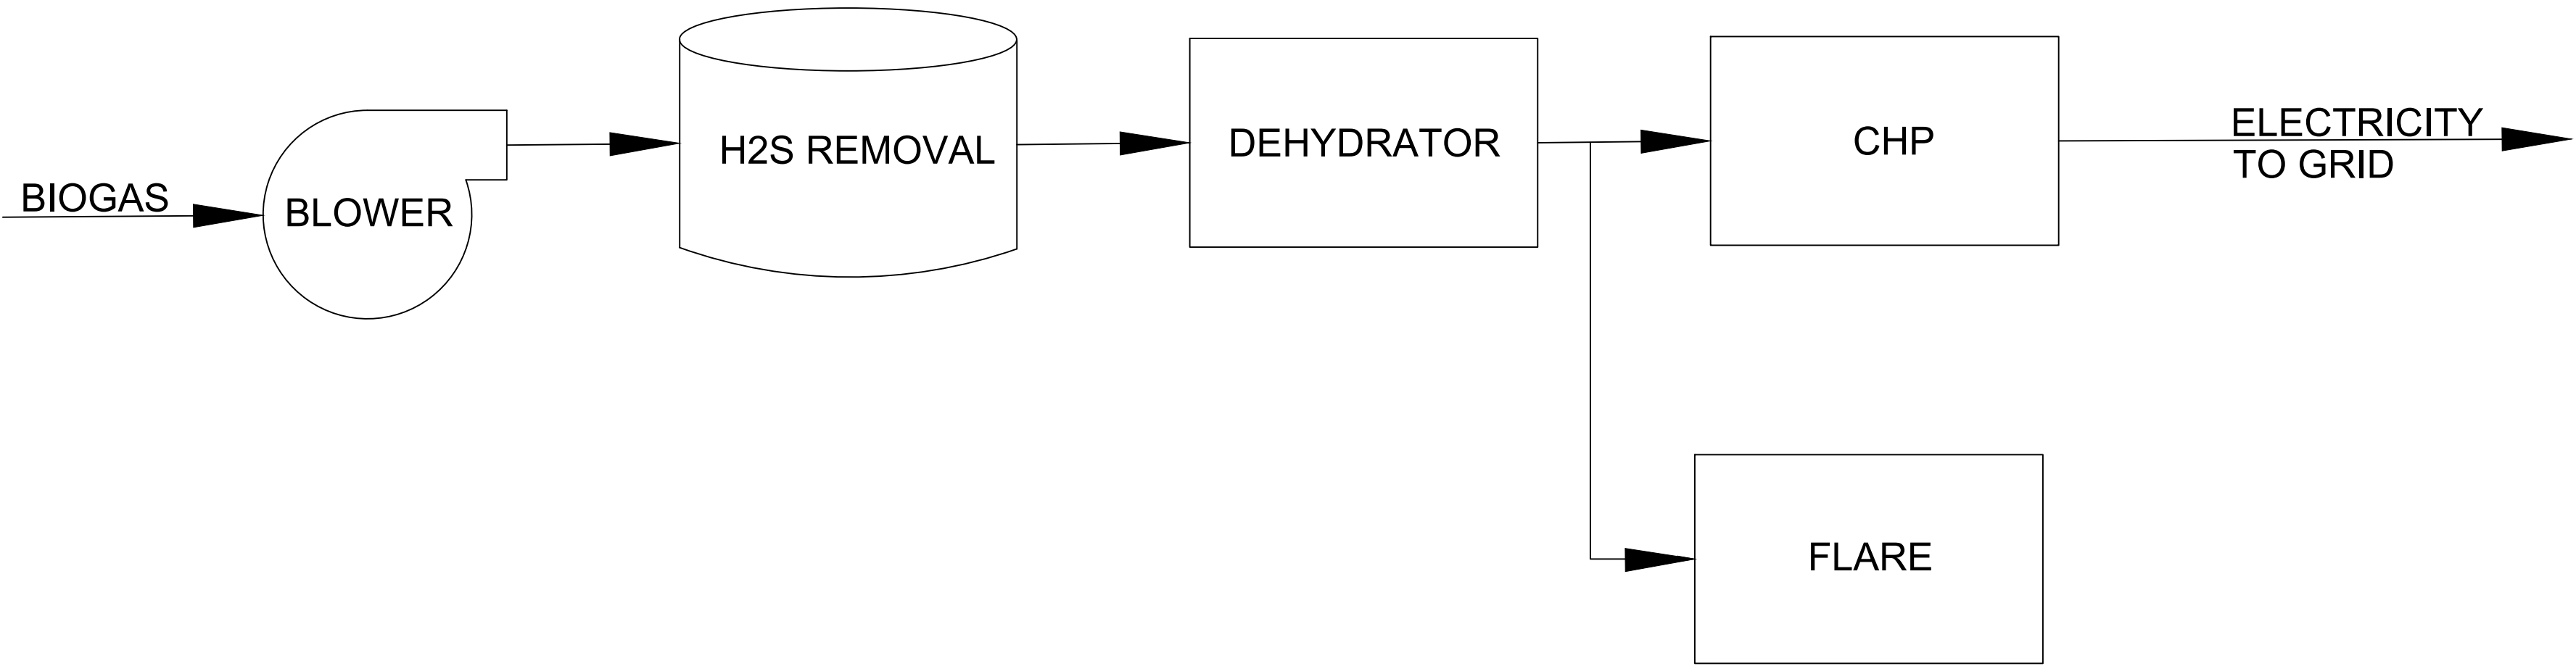 BIOGAS
BLOWER
H2S REMOVAL
DEHYDRATOR
CHP
ELECTRICITY
TO GRID
FLARE